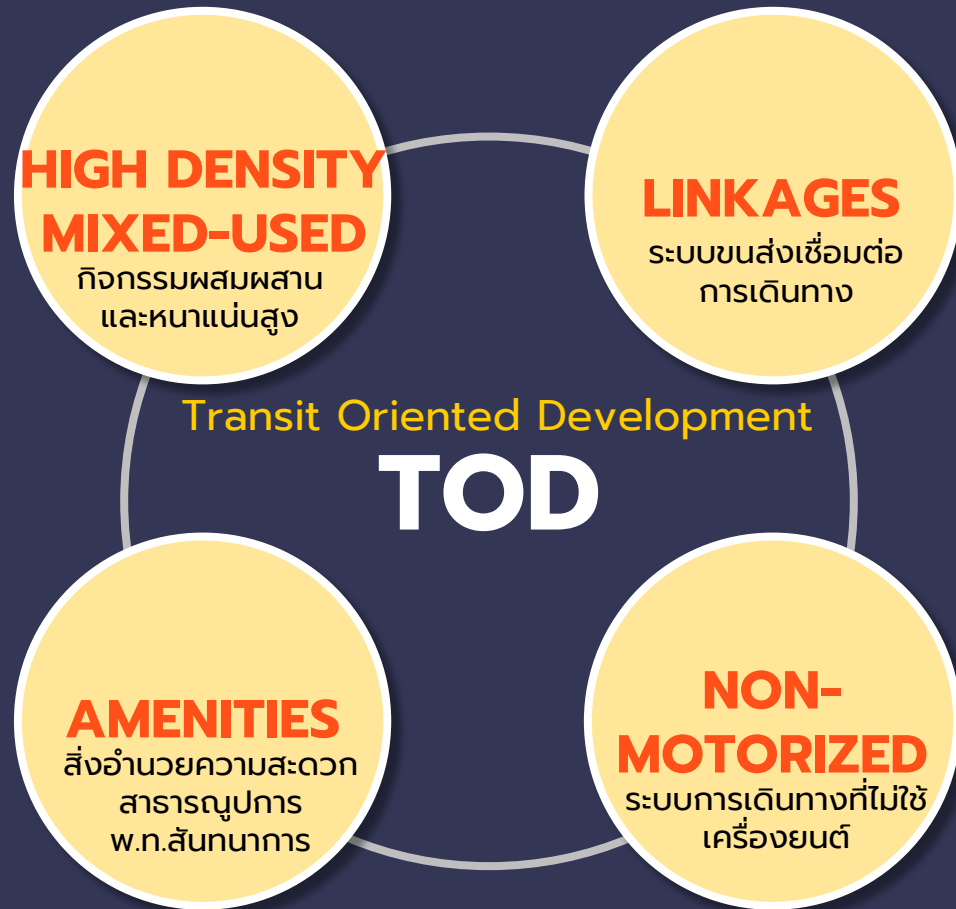 HIGH DENSITY
MIXED-USED
กิจกรรมผสมผสาน
และหนาแน่นสูง
LINKAGES
ระบบขนส่งเชื่อมต่อ
การเดินทาง
Transit Oriented Development
TOD
AMENITIES
สิ่งอำนวยความสะดวก
สาธารณูปการ
พ.ท.สันทนาการ
NON-
MOTORIZED
ระบบการเดินทางที่ไม่ใช้
เครื่องยนต์